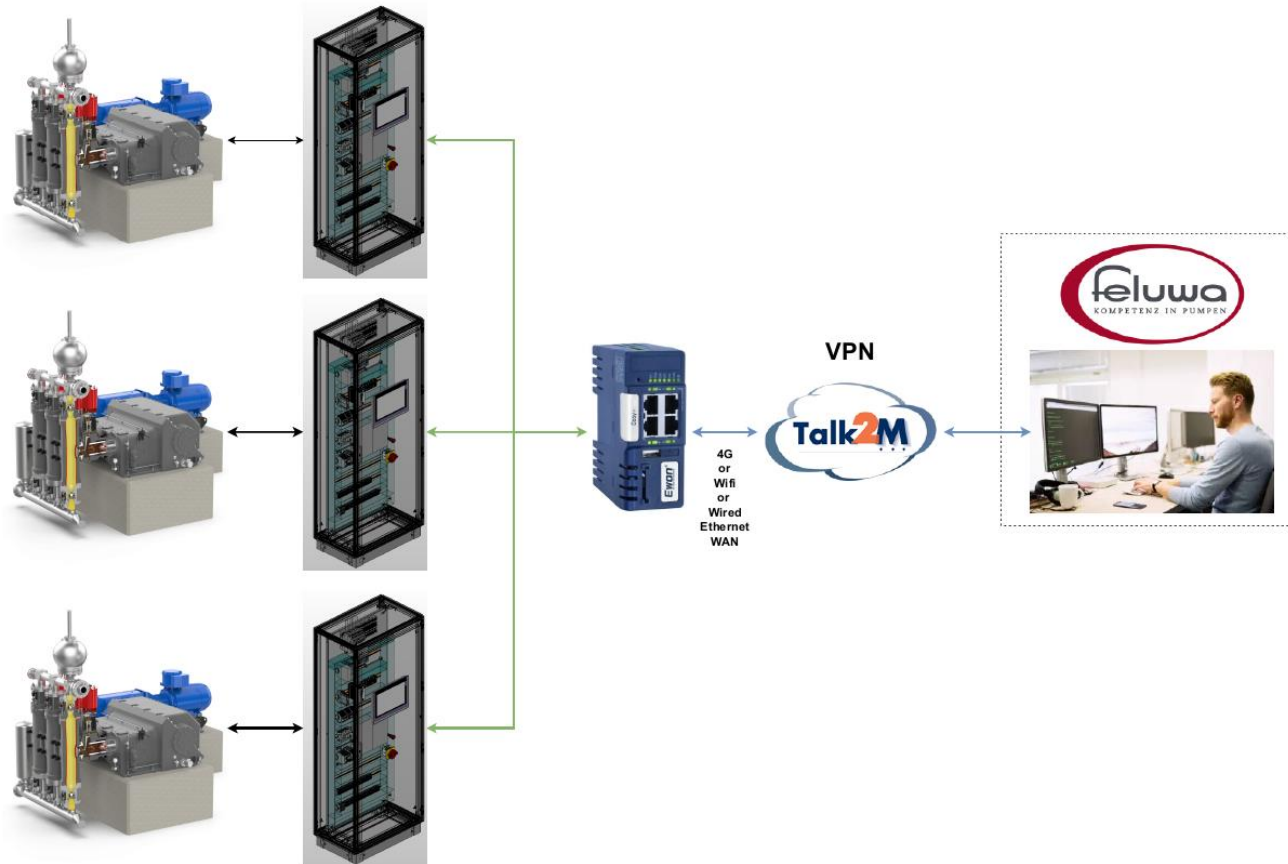 feluwa
KOMPETENZ IN PUMPEN
VPN
Talk2M
Ewon
4G
or
Wifi
or
Wired
Ethernet
WAN